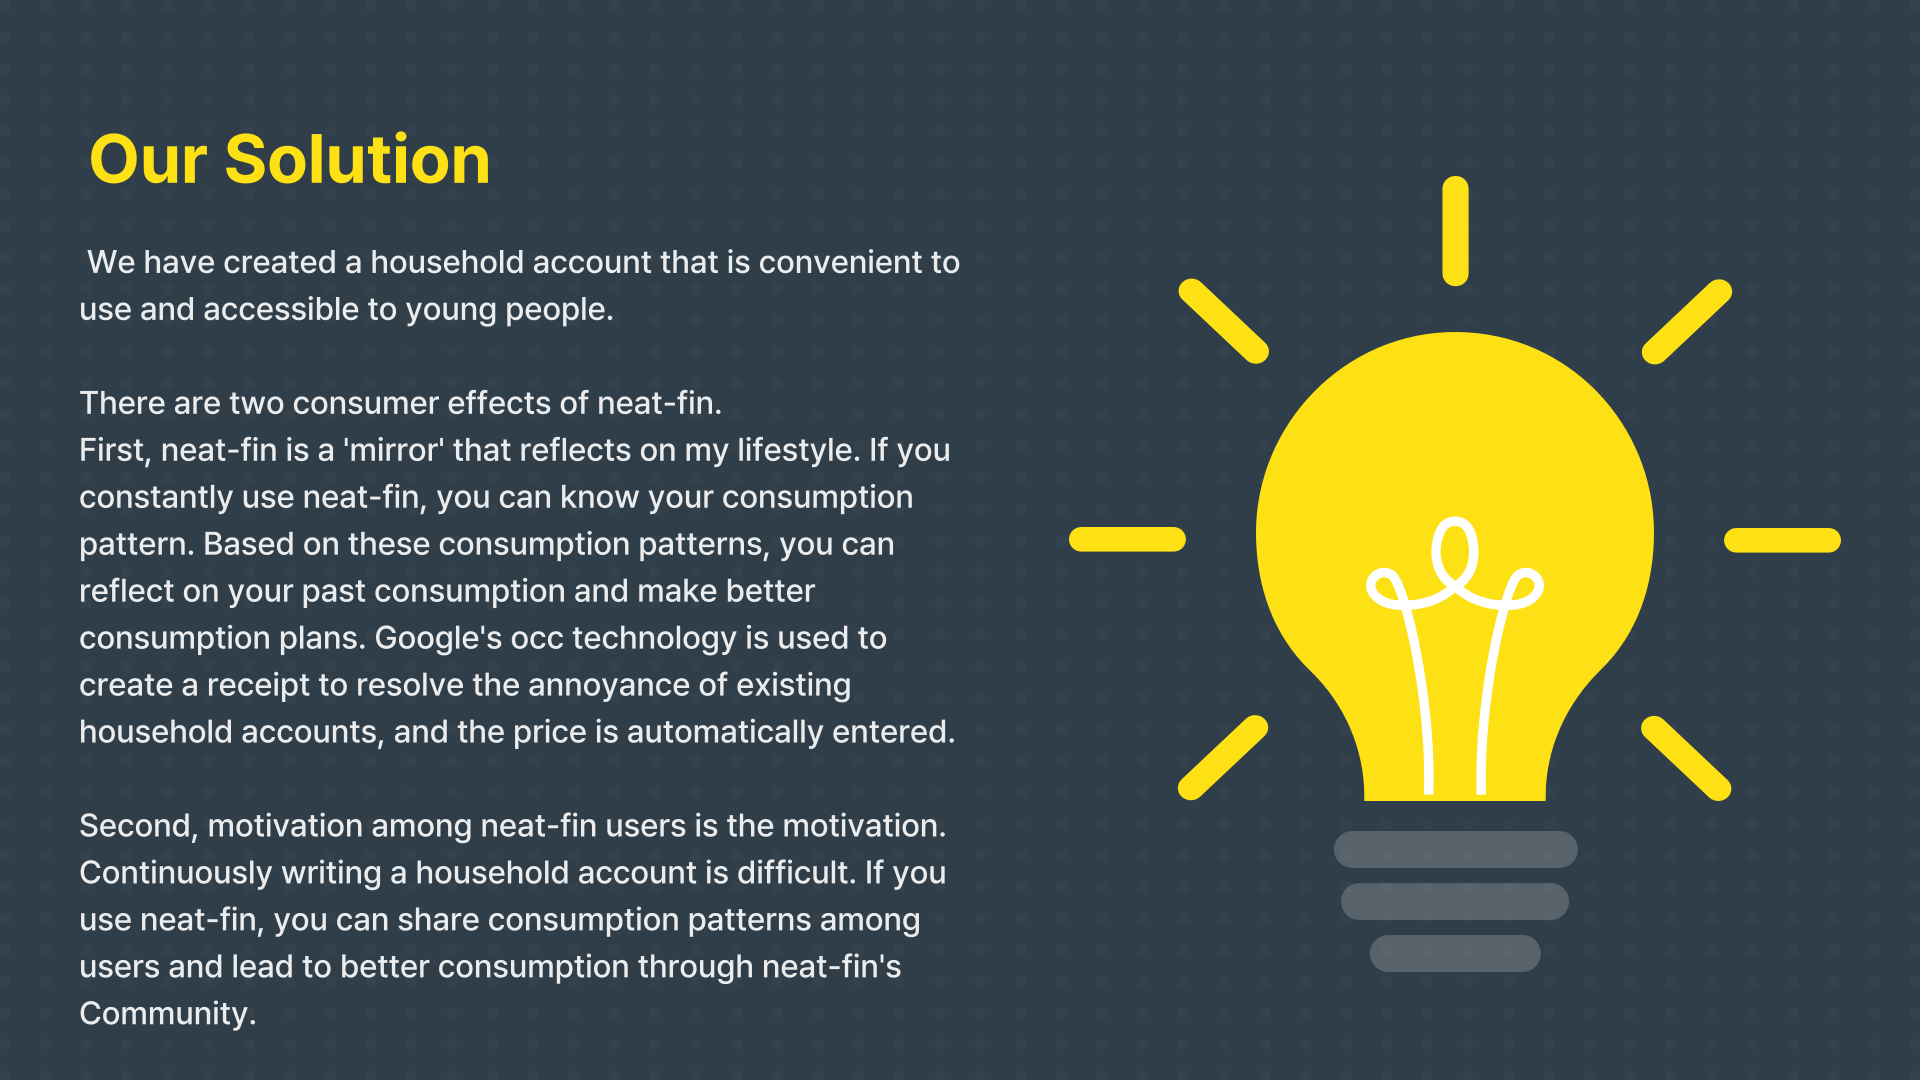 Our Solution
We have created a household account that is convenient to
use and accessible to young people.
There are two consumer effects of neat-fin.
First, neat-fin is a 'mirror' that reflects on my lifestyle. If you
constantly use neat-fin, you can know your consumption
pattern. Based on these consumption patterns, you can
reflect on your past consumption and make better
consumption plans. Google's occ technology is used to
create a receipt to resolve the annoyance of existing
household accounts, and the price is automatically entered.
Second, motivation among neat-fin users is the motivation.
Continuously writing a household account is difficult. If you
use neat-fin, you can share consumption patterns among
users and lead to better consumption through neat-fin's
Community.